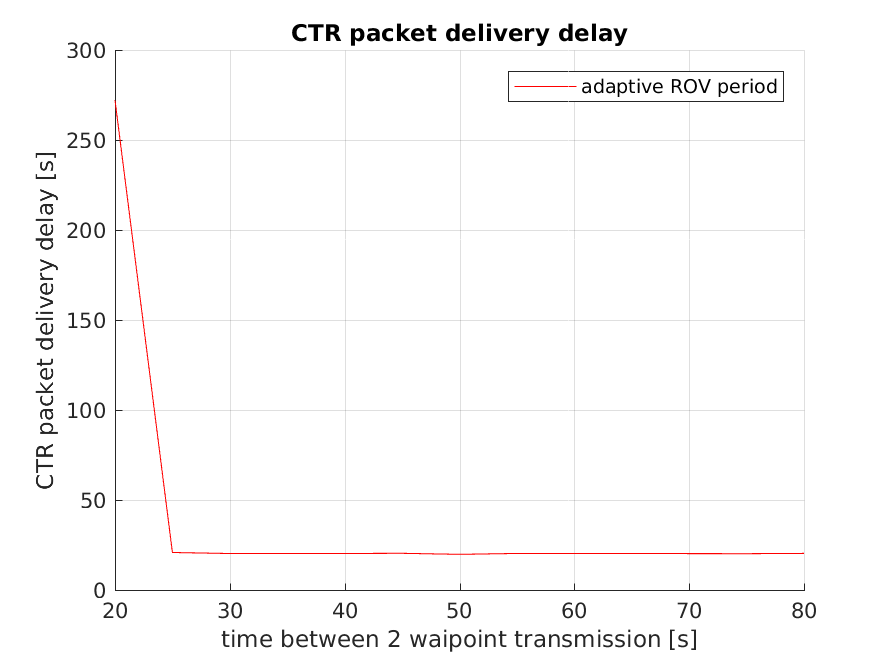 CTR packet delivery delay
adaptive ROV period
CTR packet delivery delay [s]
300
250
200
150
100
50
0
20 30 40 50 60 70 80
time between 2 waipoint transmission [s]